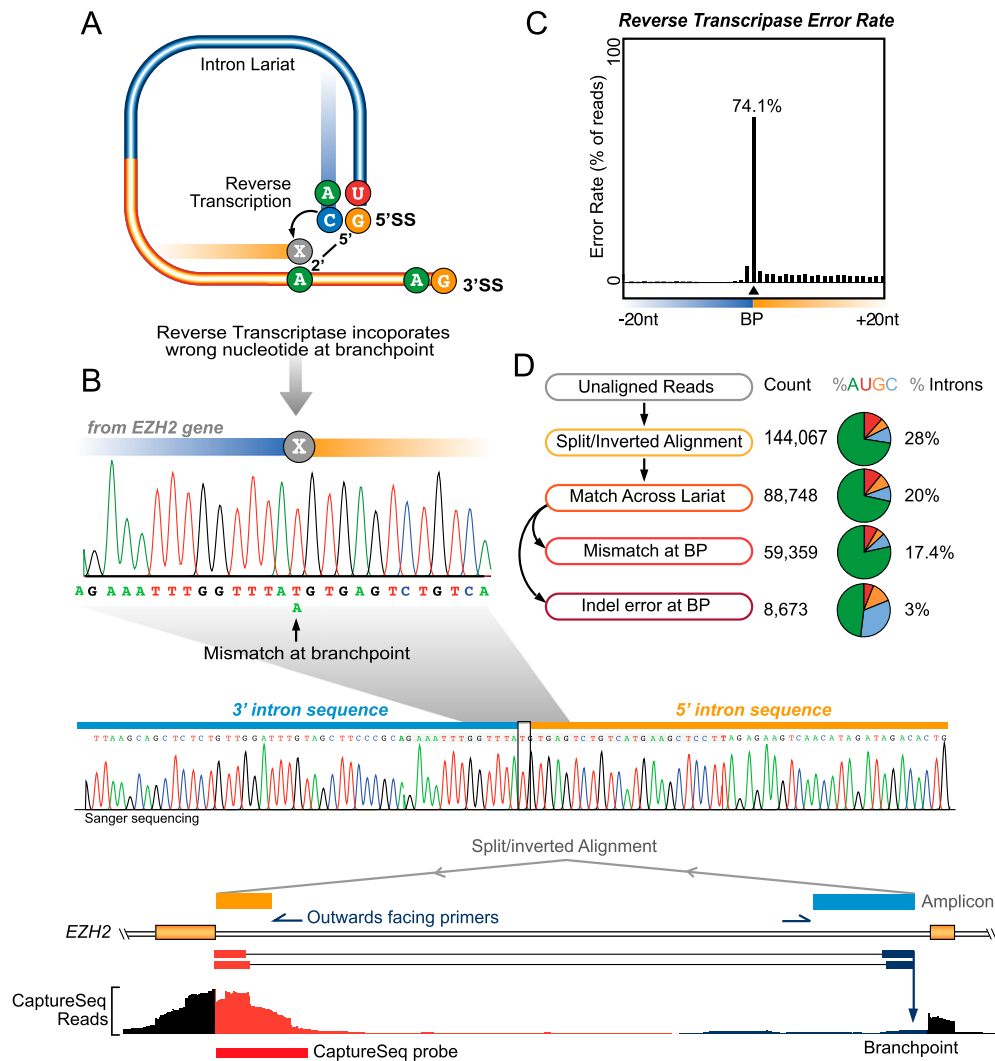 A
Intron Lariat
Reverse
Transcription
A U
C G 5'SS
5'
X
2'
A A G 3'SS
Reverse Transcriptase incoporates
wrong nucleotide at branchpoint
B
from EZH2 gene
X
AGAAATTTGGTTTATGTGAGTCTGTCA
A
Mismatch at branchpoint
C
Reverse Transcripase Error Rate
100
74.1%
Error Rate (% of reads)
0
-20nt BP +20nt
D
Unaligned Reads Count %AUGC % Introns
Split/Inverted Alignment 144,067 28%
Match Across Lariat 88,748 20%
Mismatch at BP 59,359 17.4%
Indel error at BP 8,673 3%
3' intron sequence 5' intron sequence
TTAAGCAGCTCTCTGTTGGATTTGTAGCTTCCCGCAGAAATTTGGTTTATGTGAGTCTGTCATGAAGCTCCTTAGAGAAGTCAACATAGATAGACACTG
Sanger sequencing
Split/inverted Alignment
Amplicon
Outwards facing primers
EZH2
CaptureSeq
Reads
Branchpoint
CaptureSeq probe